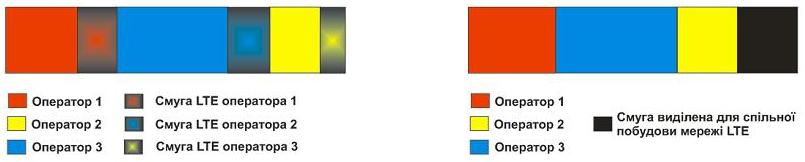 Оператор 1
Оператор 2
Оператор 3
Смуга LTE оператора 1
Смуга LTE оператора 2
Смуга LTE оператора 3
Оператор 1
Оператор 2
Оператор 3
Смуга виділена для спільної
побудови мережі LTE